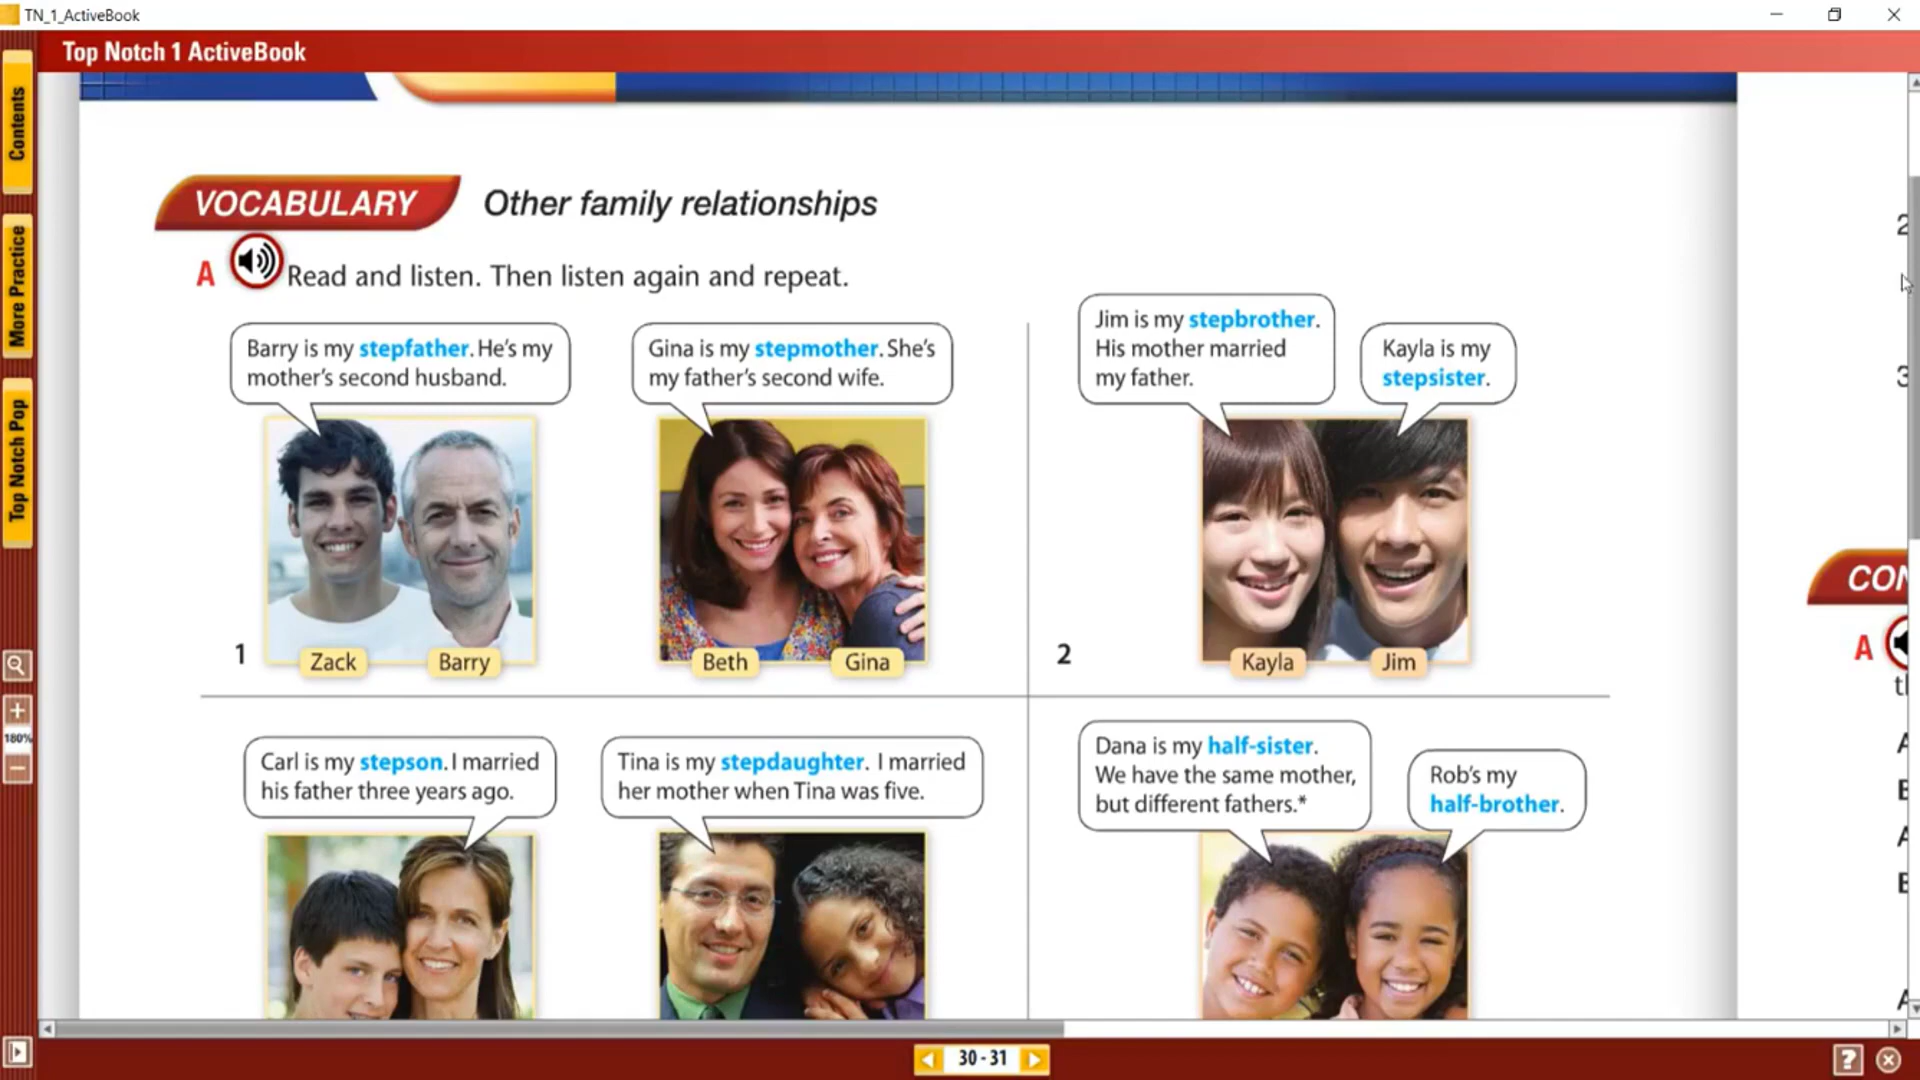 TN_1_ActiveBook
Top Notch 1 ActiveBook
Contents
More Practice
Top Notch Pop
180%
VOCABULARY Other family relationships
A Read and listen. Then listen again and repeat.
Barry is my stepfather. He's my
mother's second husband.
Gina is my stepmother. She's
my father's second wife.
Jim is my stepbrother.
His mother married
my father.
Kayla is my
stepsister.
1
Zack
Barry
Beth
Gina
2
Kayla
Jim
Carl is my stepson. I married
his father three years ago.
Tina is my stepdaughter. I married
her mother when Tina was five.
Dana is my half-sister.
We have the same mother,
but different fathers.*
Rob's my
half-brother.
2
3
A
A
A
30 - 31
?